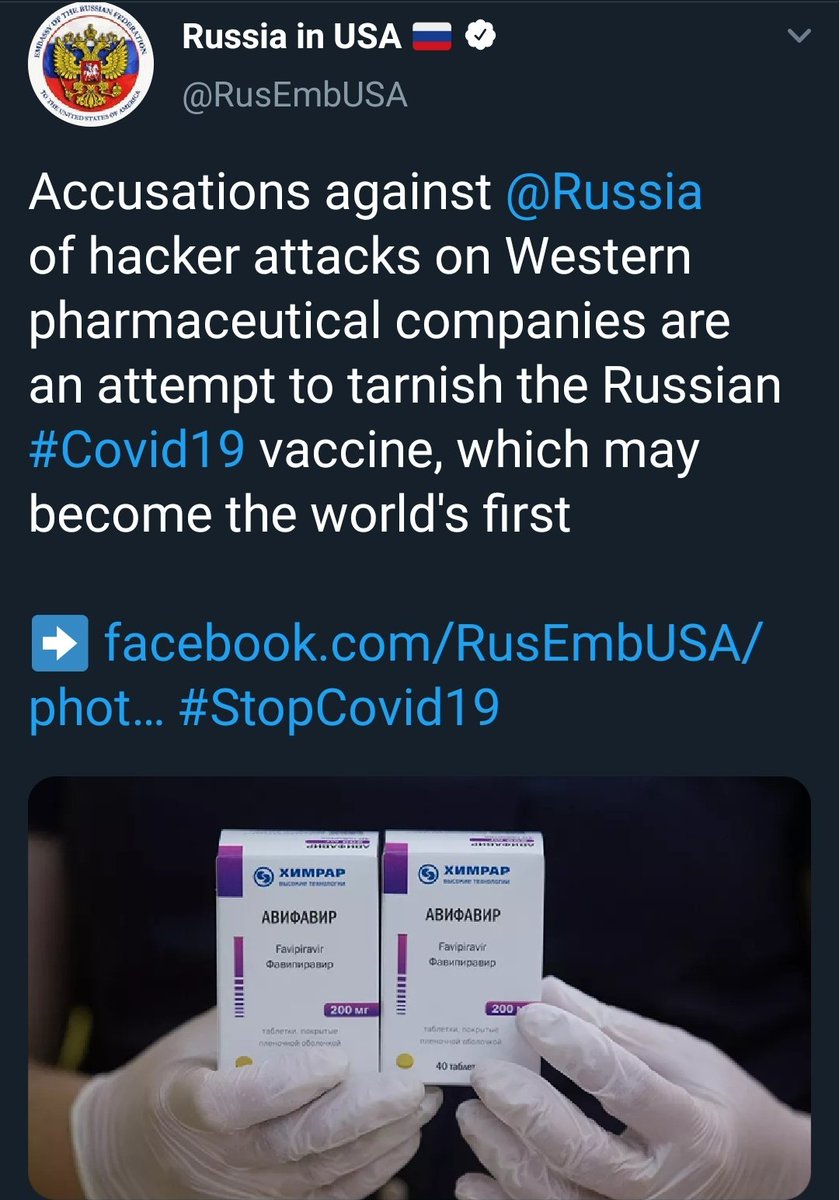 EMBASSY OF THE RUSSIAN FEDERATION
TO THE UNITED STATES OF AMERICA
Russia in USA 🇷🇺
@RusEmbUSA
Accusations against @Russia
of hacker attacks on Western
pharmaceutical companies are
an attempt to tarnish the Russian
#Covid19 vaccine, which may
become the world's first
➡️ facebook.com/RusEmbUSA/
phot... #StopCovid19
АВИФАВИР
ХИМРАР
ВЫСОКИЕ ТЕХНОЛОГИИ
АВИФАВИР
Favipiravir
Фавипиравир
200 мг
таблетки, покрытые
пленочной оболочкой
АВИФАВИР
ХИМРАР
ВЫСОКИЕ ТЕХНОЛОГИИ
АВИФАВИР
Favipiravir
Фавипиравир
200
таблетки, покрытые
пленочной оболочкой
40 таблет